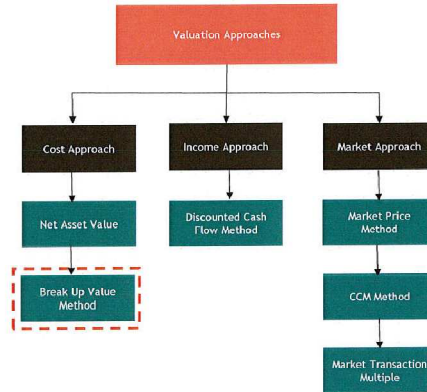 Valuation Approaches
Cost Approach
Income Approach
Market Approach
Net Asset Value
Discounted Cash
Flow Method
Market Price
Method
Break Up Value
Method
CCM Method
Market Transaction
Multiple